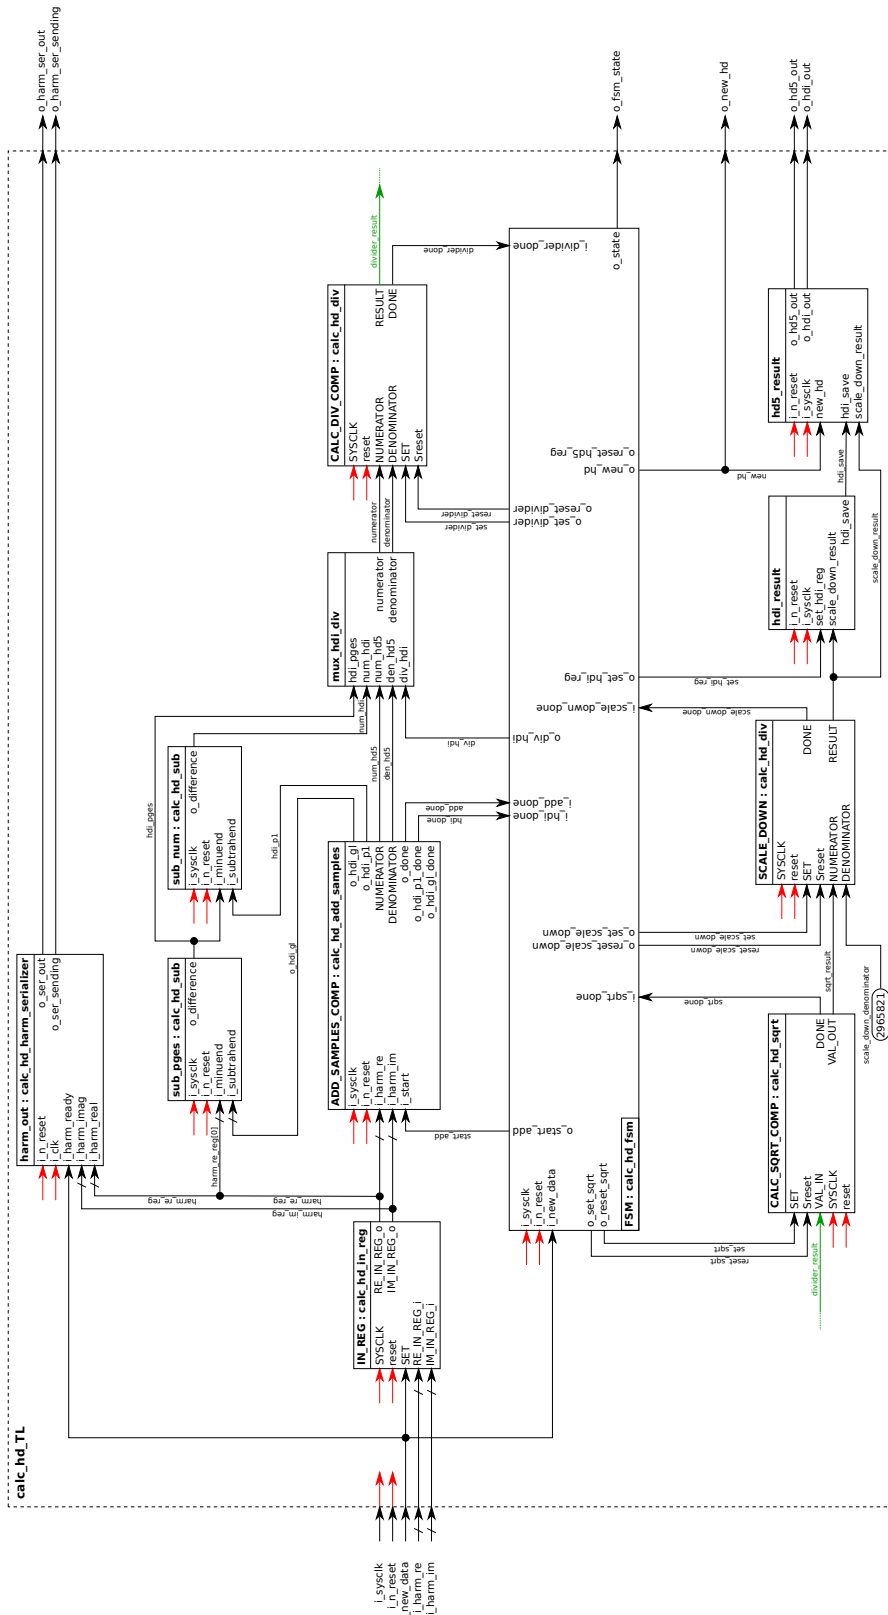 calc_hd_TL
i_sysclk
i_n_reset
_new_data
i_harm_re
i_harm_im
harm_out : calc_hd_harm_serializer
i_n_reset
i_clk
i_harm_ready
i_harm_imag
i_harm_real
o_ser_out
o_ser_sending
o_harm_ser_out
o_harm_ser_sending
harm_re_reg
harm_im_reg
harm_re_reg
harm_re_reg[0]
IN_REG : calc_hd_in_reg
SYSCLK
reset
SET
RE_IN_REG_i
IM_IN_REG_i
RE_IN_REG_o
IM_IN_REG_o
sub_pges : calc_hd_sub
i_sysclk
i_n_reset
i_minuend
i_subtrahend
o_difference
hdi_pges
sub_num : calc_hd_sub
i_sysclk
i_n_reset
i_minuend
i_subtrahend
o_difference
num_hdi
o_hdi_gl
hdi_p1
ADD_SAMPLES_COMP : calc_hd_add_samples
i_sysclk
i_n_reset
i_harm_re
i_harm_im
i_start
o_hdi_gl
o_hdi_p1
NUMERATOR
DENOMINATOR
o_done
o_hdi_p1_done
o_hdi_gl_done
num_hd5
den_hd5
mux_hdi_div
hdi_pges
num_hdi
num_hd5
den_hd5
div_hdi
numerator
denominator
numerator
denominator
CALC_DIV_COMP : calc_hd_div
SYSCLK
reset
NUMERATOR
DENOMINATOR
SET
Sreset
RESULT
DONE
divider_result
divider_done
start_add
hdi_done
add_done
div_hdi
set_divider
reset_divider
o_start_add
i_hdi_done
i_add_done
o_div_hdi
o_set_divider
o_reset_divider
i_divider_done
i_sysclk
i_n_reset
i_new_data
o_set_sqrt
o_reset_sqrt
FSM : calc_hd_fsm
i_sqrt_done
o_reset_scale_down
o_set_scale_down
i_scale_down_done
o_set_hdi_reg
o_new_hd
o_reset_hd5_reg
o_state
o_fsm_state
o_new_hd
set_sqrt
reset_sqrt
sqrt_done
reset_scale_down
set_scale_down
scale_down_done
set_hdi_reg
new_hd
CALC_SQRT_COMP : calc_hd_sqrt
SET
Sreset
VAL_IN
SYSCLK
reset
DONE
VAL_OUT
divider_result
sqrt_result
scale_down_denominator
2965821
SCALE_DOWN : calc_hd_div
SYSCLK
reset
SET
Sreset
NUMERATOR
DENOMINATOR
DONE
RESULT
hdi_result
i_n_reset
i_sysclk
set_hdi_reg
scale_down_result
hdi_save
hdi_save
scale_down_result
hd5_result
i_n_reset
i_sysclk
new_hd
hdi_save
scale_down_result
o_hd5_out
o_hdi_out
o_hd5_out
o_hdi_out